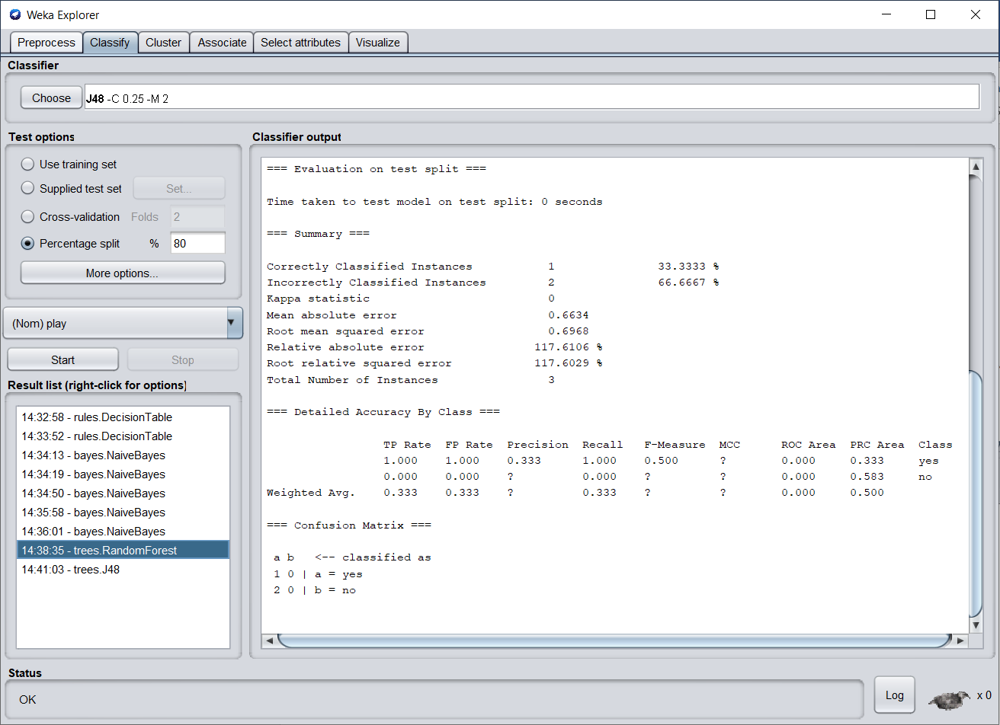 Weka Explorer
Preprocess Classify Cluster Associate Select attributes Visualize
Classifier
Choose J48 -C 0.25 -M 2
Test options
Use training set
Supplied test set Set...
Cross-validation Folds 2
Percentage split % 80
More options...
(Nom) play
Start Stop
Result list (right-click for options)
14:32:58 - rules.DecisionTable
14:33:52 - rules.DecisionTable
14:34:13 - bayes.NaiveBayes
14:34:19 - bayes.NaiveBayes
14:34:50 - bayes.NaiveBayes
14:35:58 - bayes.NaiveBayes
14:36:01 - bayes.NaiveBayes
14:38:35 - trees.RandomForest
14:41:03 - trees.J48
Classifier output
=== Evaluation on test split ===
Time taken to test model on test split: 0 seconds
=== Summary ===
Correctly Classified Instances 1 33.3333 %
Incorrectly Classified Instances 2 66.6667 %
Kappa statistic 0
Mean absolute error 0.6634
Root mean squared error 0.6968
Relative absolute error 117.6106 %
Root relative squared error 117.6029 %
Total Number of Instances 3
=== Detailed Accuracy By Class ===
TP Rate FP Rate Precision Recall F-Measure MCC ROC Area PRC Area Class
1.000 1.000 0.333 1.000 0.500 ? 0.000 0.333 yes
0.000 0.000 ? 0.000 ? ? 0.000 0.583 no
Weighted Avg. 0.333 0.333 ? 0.333 ? ? 0.000 0.500
=== Confusion Matrix ===
a b <-- classified as
1 0 | a = yes
2 0 | b = no
Status
OK
Log x 0